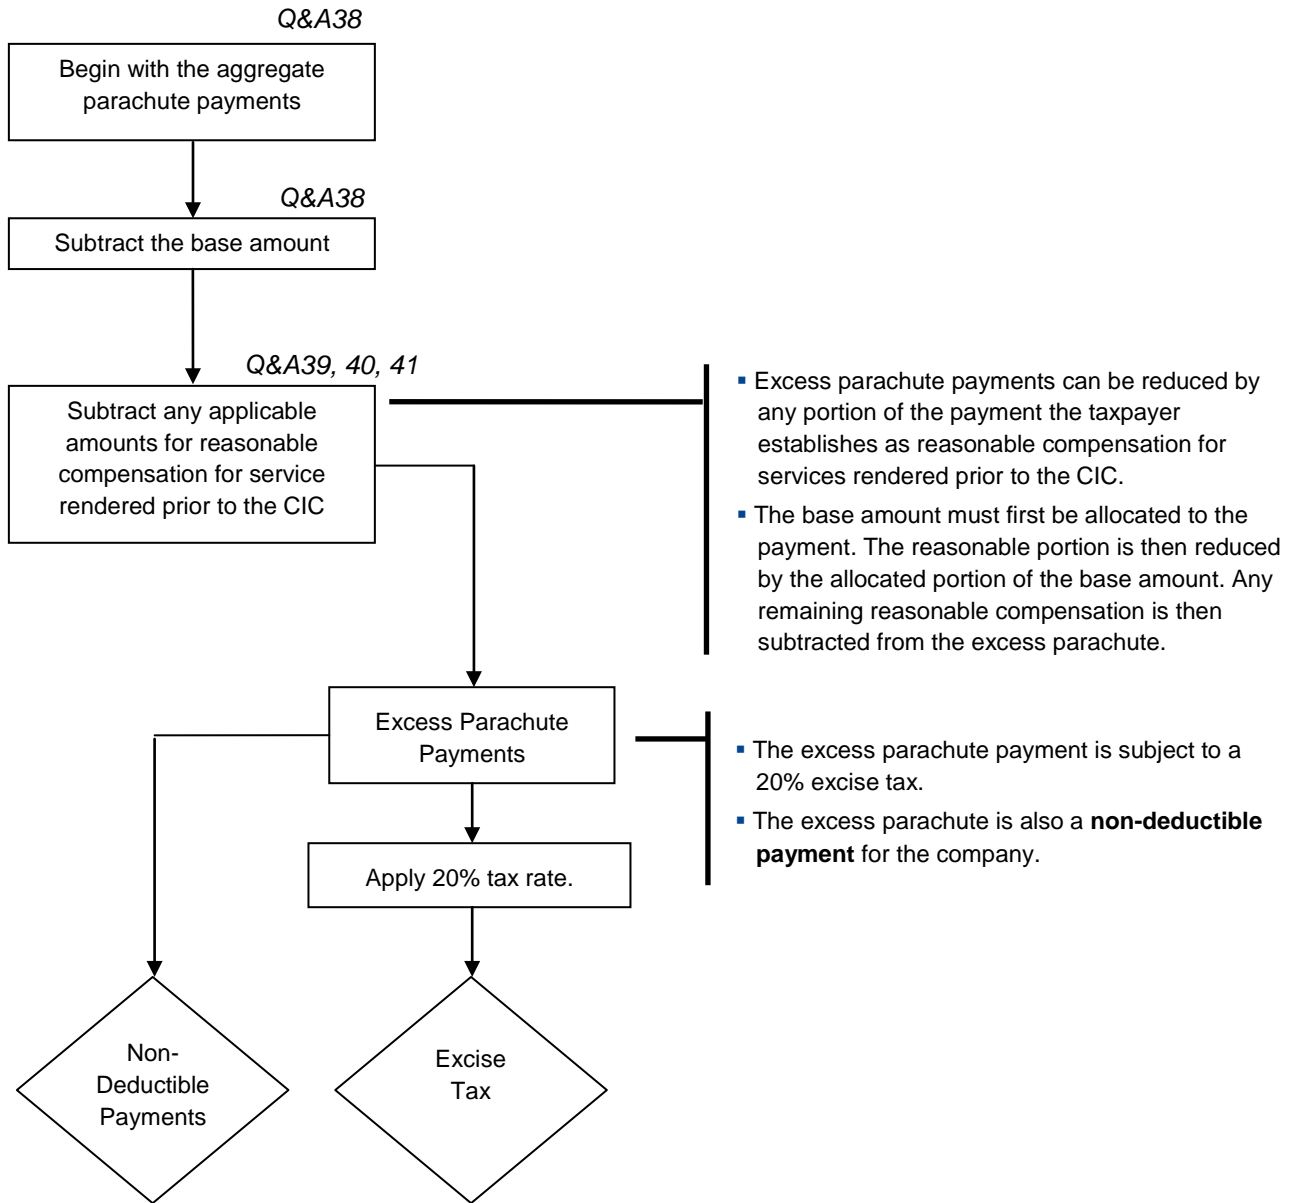 Q&A38
Begin with the aggregate
parachute payments
Q&A38
Subtract the base amount
Q&A39, 40, 41
Subtract any applicable
amounts for reasonable
compensation for service
rendered prior to the CIC
▪ Excess parachute payments can be reduced by
any portion of the payment the taxpayer
establishes as reasonable compensation for
services rendered prior to the CIC.
▪ The base amount must first be allocated to the
payment. The reasonable portion is then reduced
by the allocated portion of the base amount. Any
remaining reasonable compensation is then
subtracted from the excess parachute.
Excess Parachute
Payments
▪ The excess parachute payment is subject to a
20% excise tax.
▪ The excess parachute is also a non-deductible
payment for the company.
Apply 20% tax rate.
Non-
Deductible
Payments
Excise
Tax